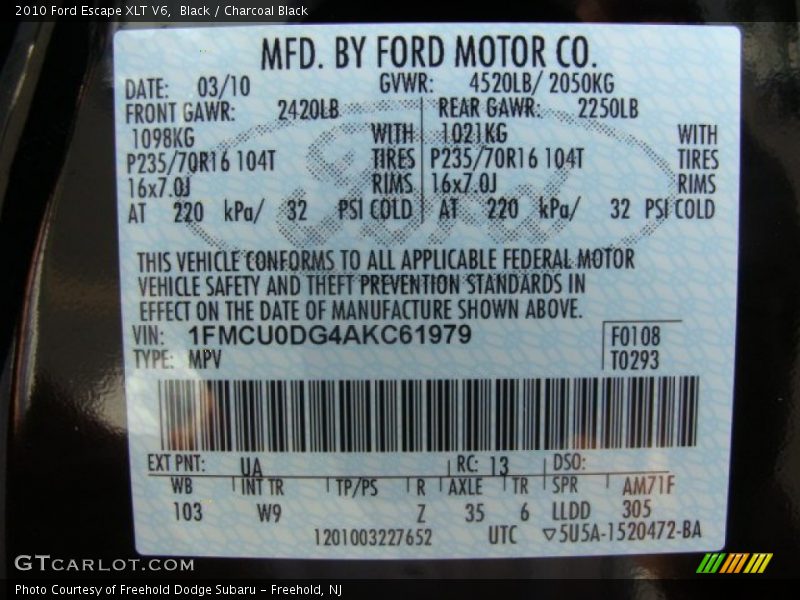 2010 Ford Escape XLT V6,  Black / Charcoal Black
MFD. BY FORD MOTOR CO.
DATE: 03/10 GVWR: 4520LB/ 2050KG
FRONT GAWR: 2420LB REAR GAWR: 2250LB
1098KG WITH 1021KG WITH
P235/70R16 104T TIRES P235/70R16 104T TIRES
16x7.0J RIMS 16x7.0J RIMS
AT 220 kPa/ 32 PSI COLD AT 220 kPa/ 32 PSI COLD
Ford
THIS VEHICLE CONFORMS TO ALL APPLICABLE FEDERAL MOTOR
VEHICLE SAFETY AND THEFT PREVENTION STANDARDS IN
EFFECT ON THE DATE OF MANUFACTURE SHOWN ABOVE.
VIN: 1FMCU0DG4AKC61979 F0108
TYPE: MPV T0293
EXT PNT: UA RC: 13 DSO:
WB INT TR TP/PS R AXLE TR SPR AM71F
103 W9 Z 35 6 LLDD 305
1201003227652 UTC ▽5U5A-1520472-BA
GTCARLOT.COM
Photo Courtesy of Freehold Dodge Subaru - Freehold, NJ